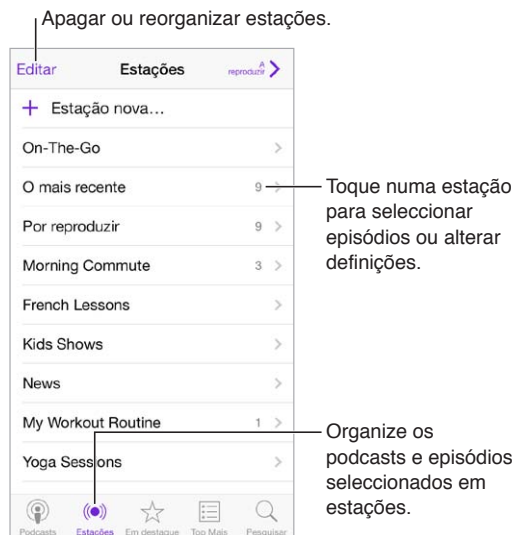 Apagar ou reorganizar estações.
Editar
Estações
A
reproduzir
Estação nova…
On-The-Go
O mais recente
9
Toque numa estação
para seleccionar
episódios ou alterar
definições.
Por reproduzir
9
Morning Commute
3
French Lessons
Kids Shows
News
My Workout Routine
1
Organize os
podcasts e episódios
seleccionados em
estações.
Yoga Sessions
Podcasts
Estações
Em destaque
Top Mais
Pesquisar